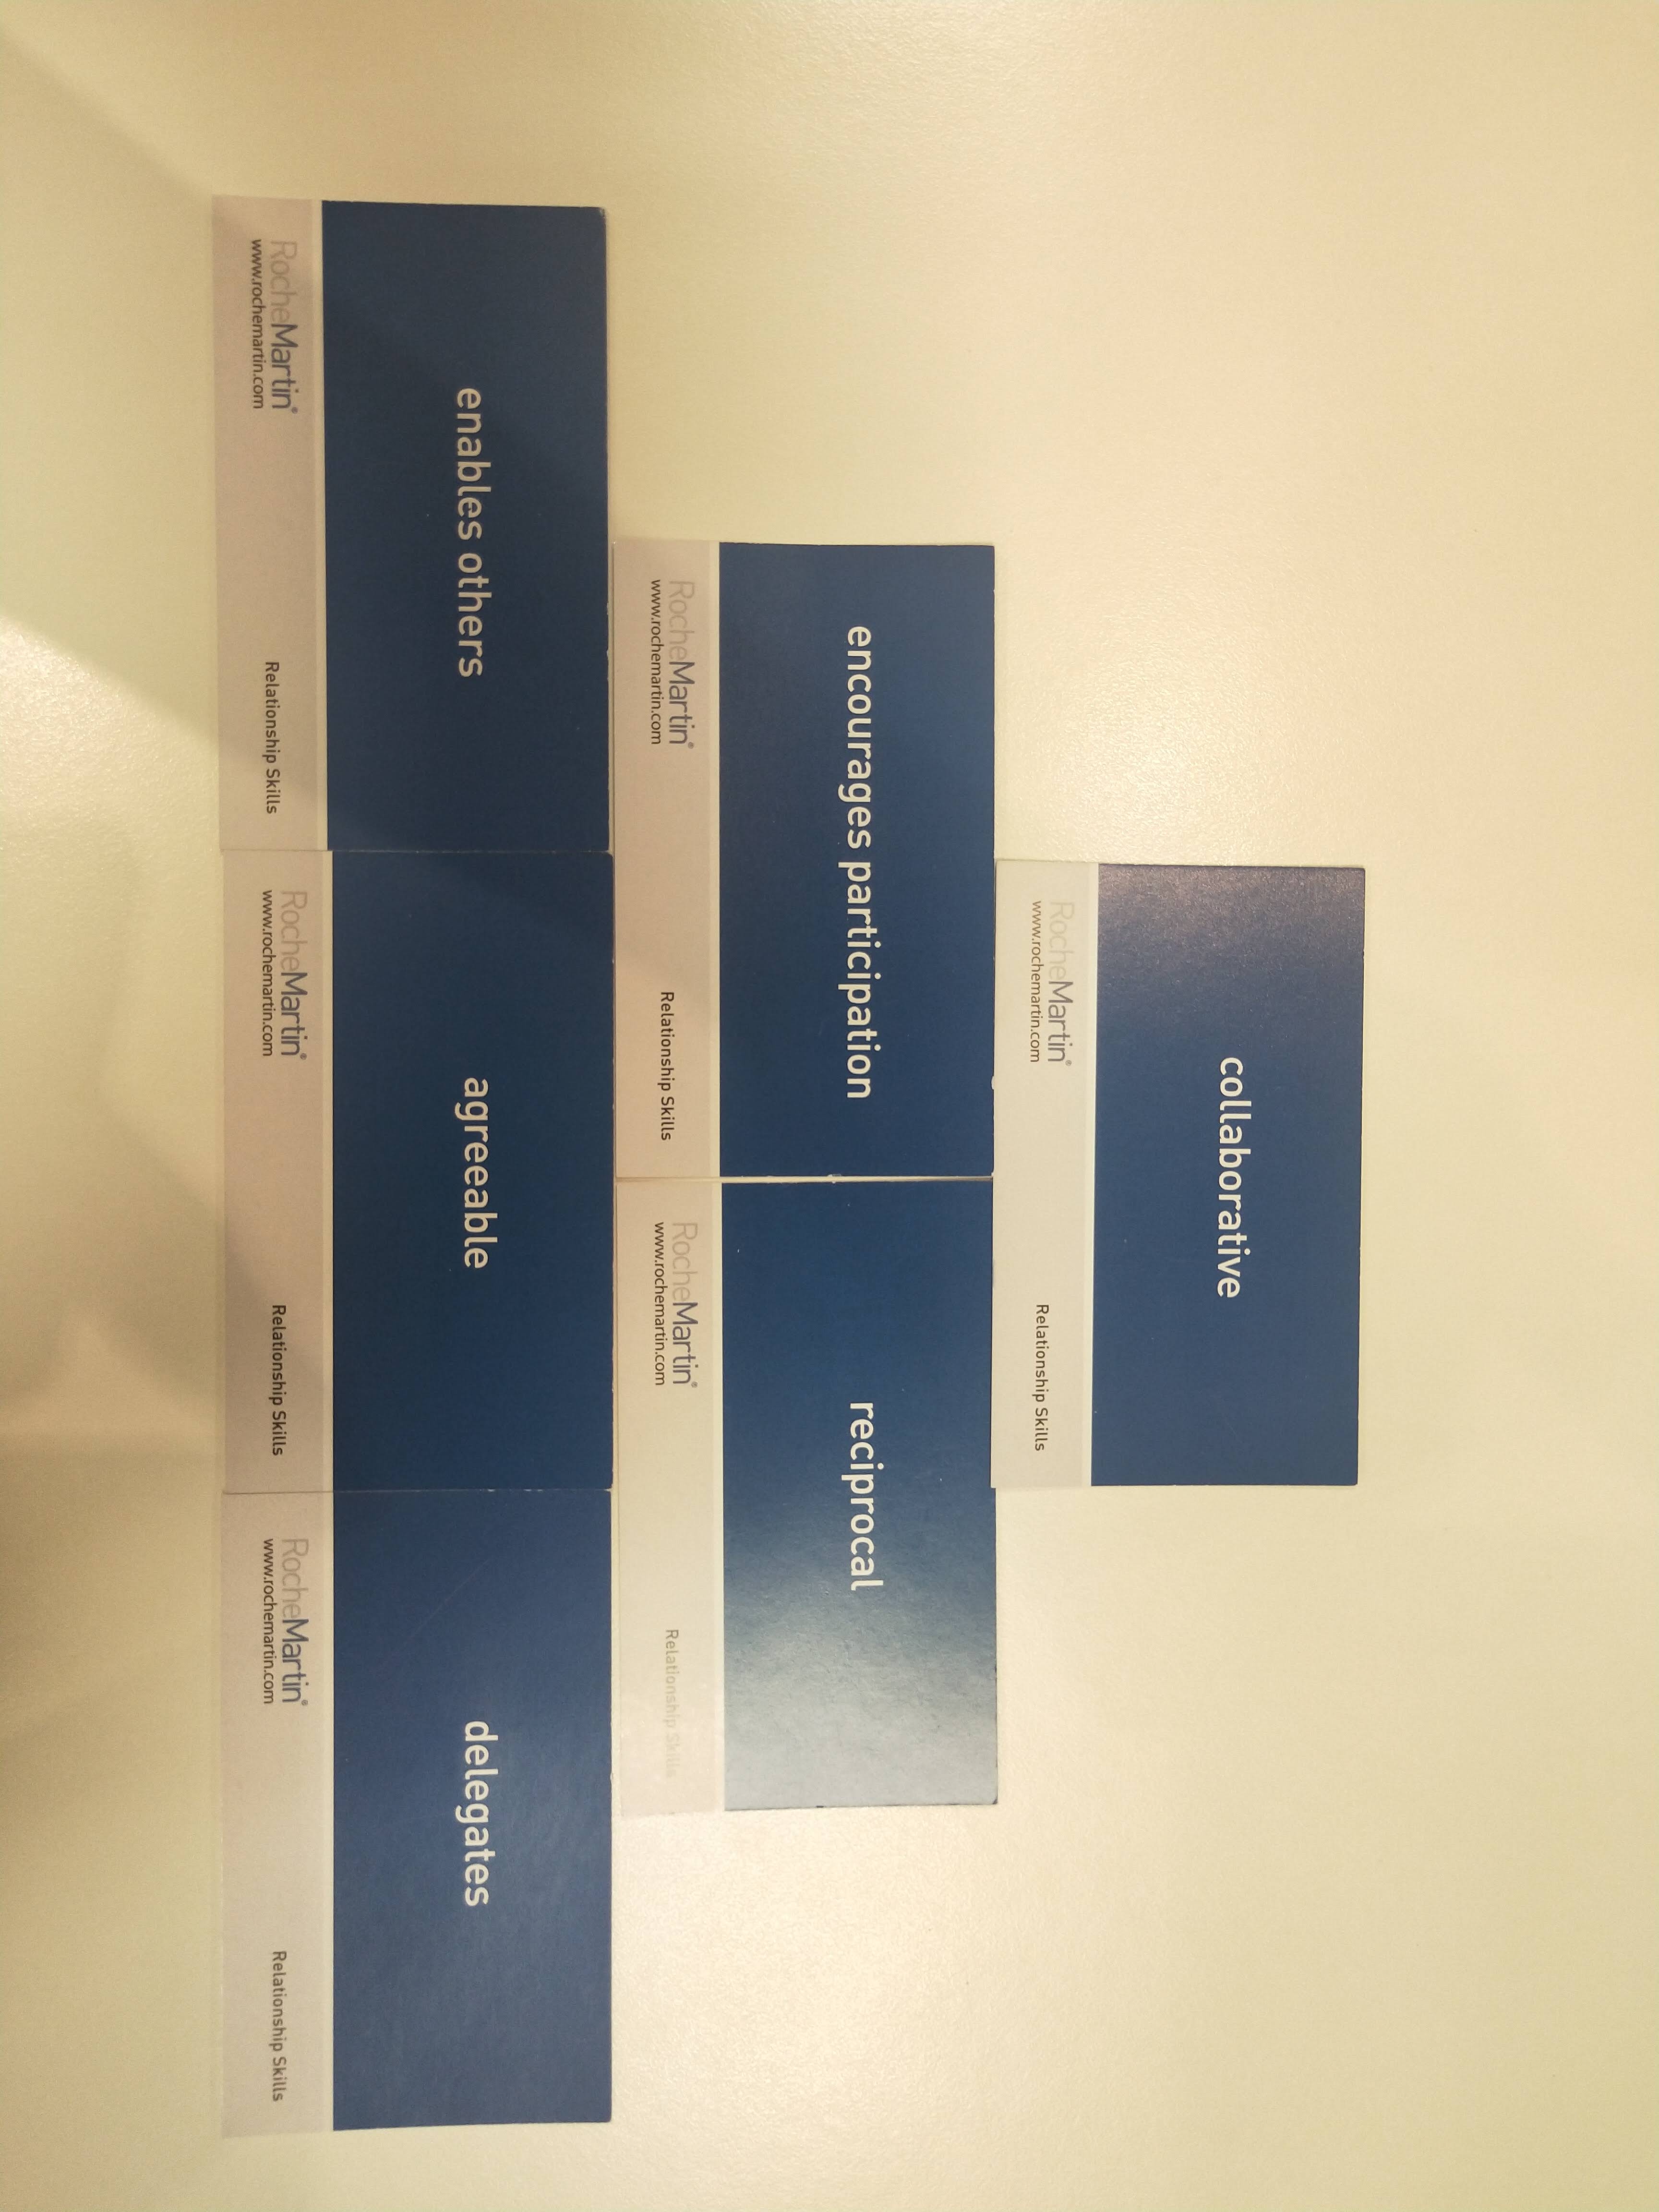 collaborative
RocheMartin®
www.rochemartin.com
Relationship Skills
encourages participation
RocheMartin®
www.rochemartin.com
Relationship Skills
reciprocal
RocheMartin®
www.rochemartin.com
Relationship Skills
enables others
RocheMartin®
www.rochemartin.com
Relationship Skills
agreeable
RocheMartin®
www.rochemartin.com
Relationship Skills
delegates
RocheMartin®
www.rochemartin.com
Relationship Skills